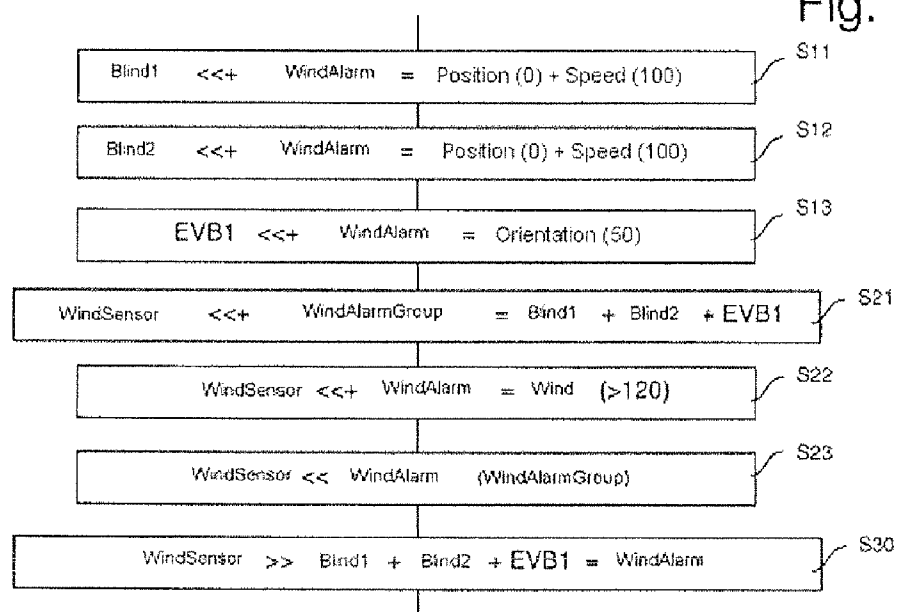 Fig.
Blind1 <<+ WindAlarm = Position (0) + Speed (100) S11
Blind2 <<+ WindAlarm = Position (0) + Speed (100) S12
EVB1 <<+ WindAlarm = Orientation (50) S13
WindSensor <<+ WindAlarmGroup = Blind1 + Blind2 + EVB1 S21
WindSensor <<+ WindAlarm = Wind (>120) S22
WindSensor << WindAlarm (WindAlarmGroup) S23
WindSensor >> Blind1 + Blind2 + EVB1 = WindAlarm S30